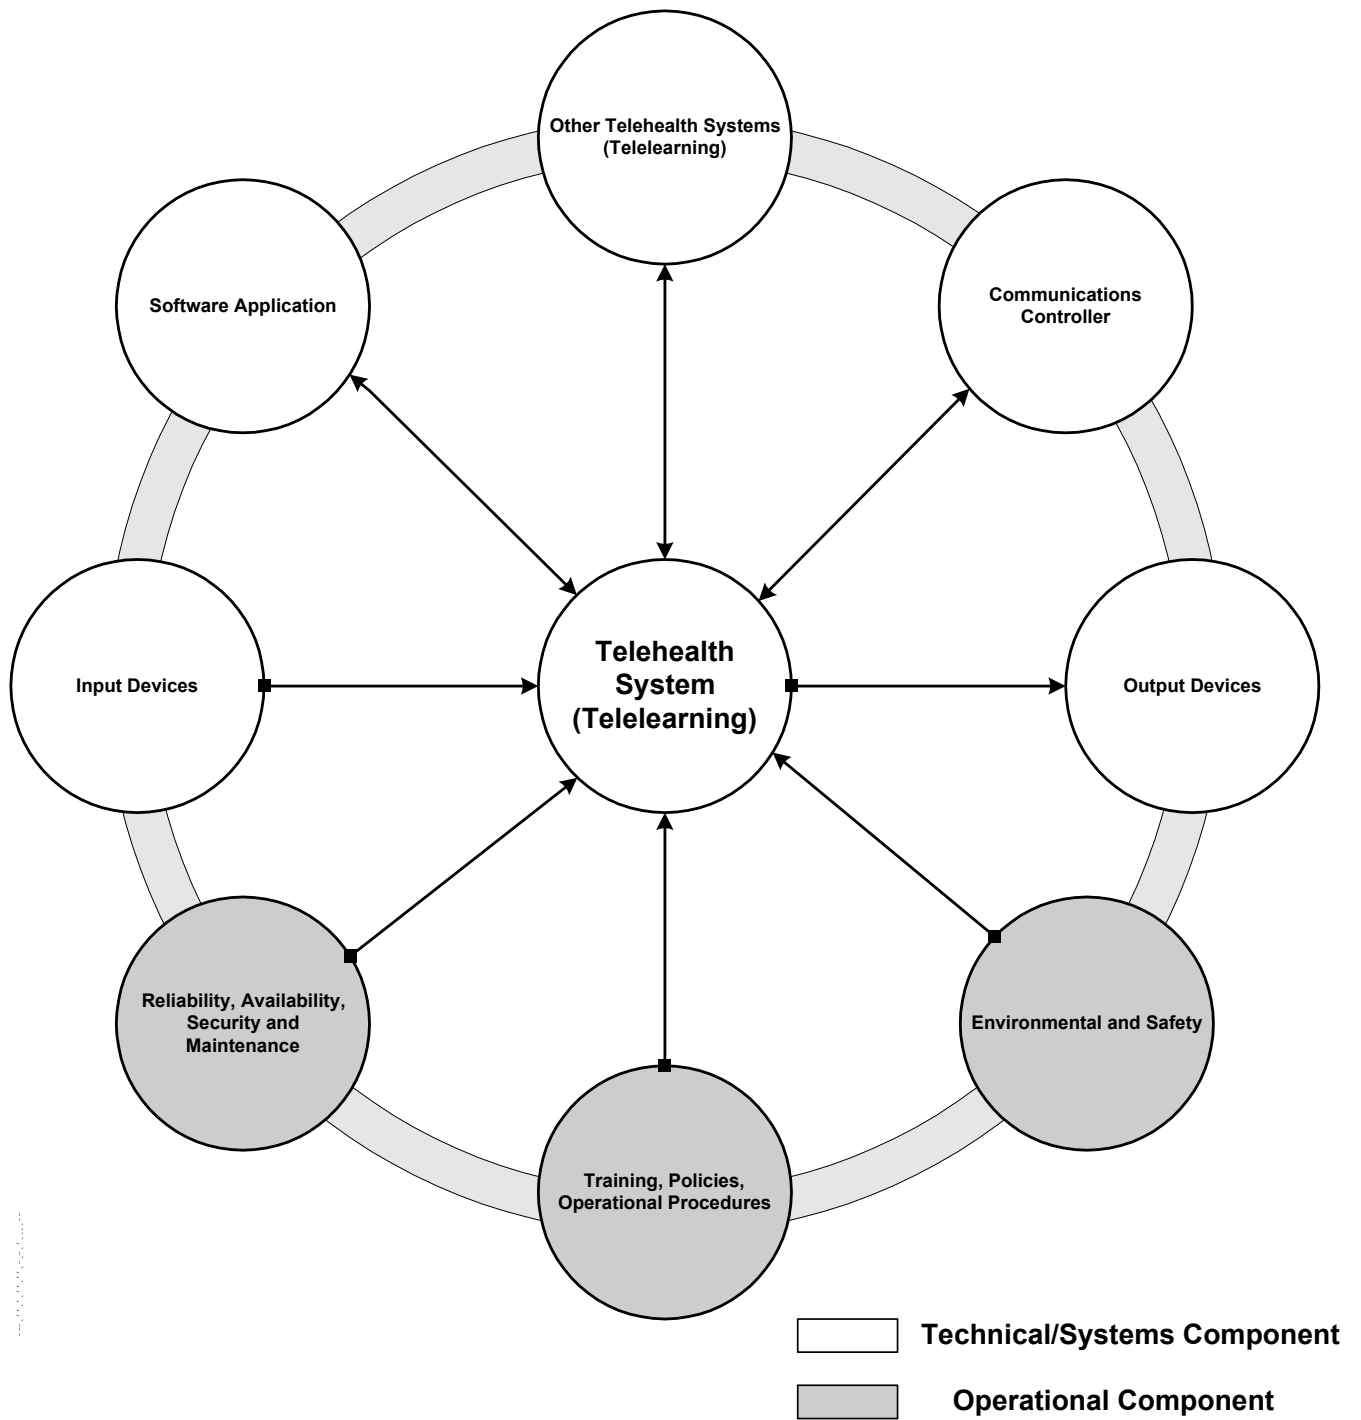 Other Telehealth Systems
(Telelearning)
Software Application
Communications
Controller
Telehealth
System
(Telelearning)
Input Devices
Output Devices
Reliability, Availability,
Security and
Maintenance
Environmental and Safety
Training, Policies,
Operational Procedures
Technical/Systems Component
Operational Component